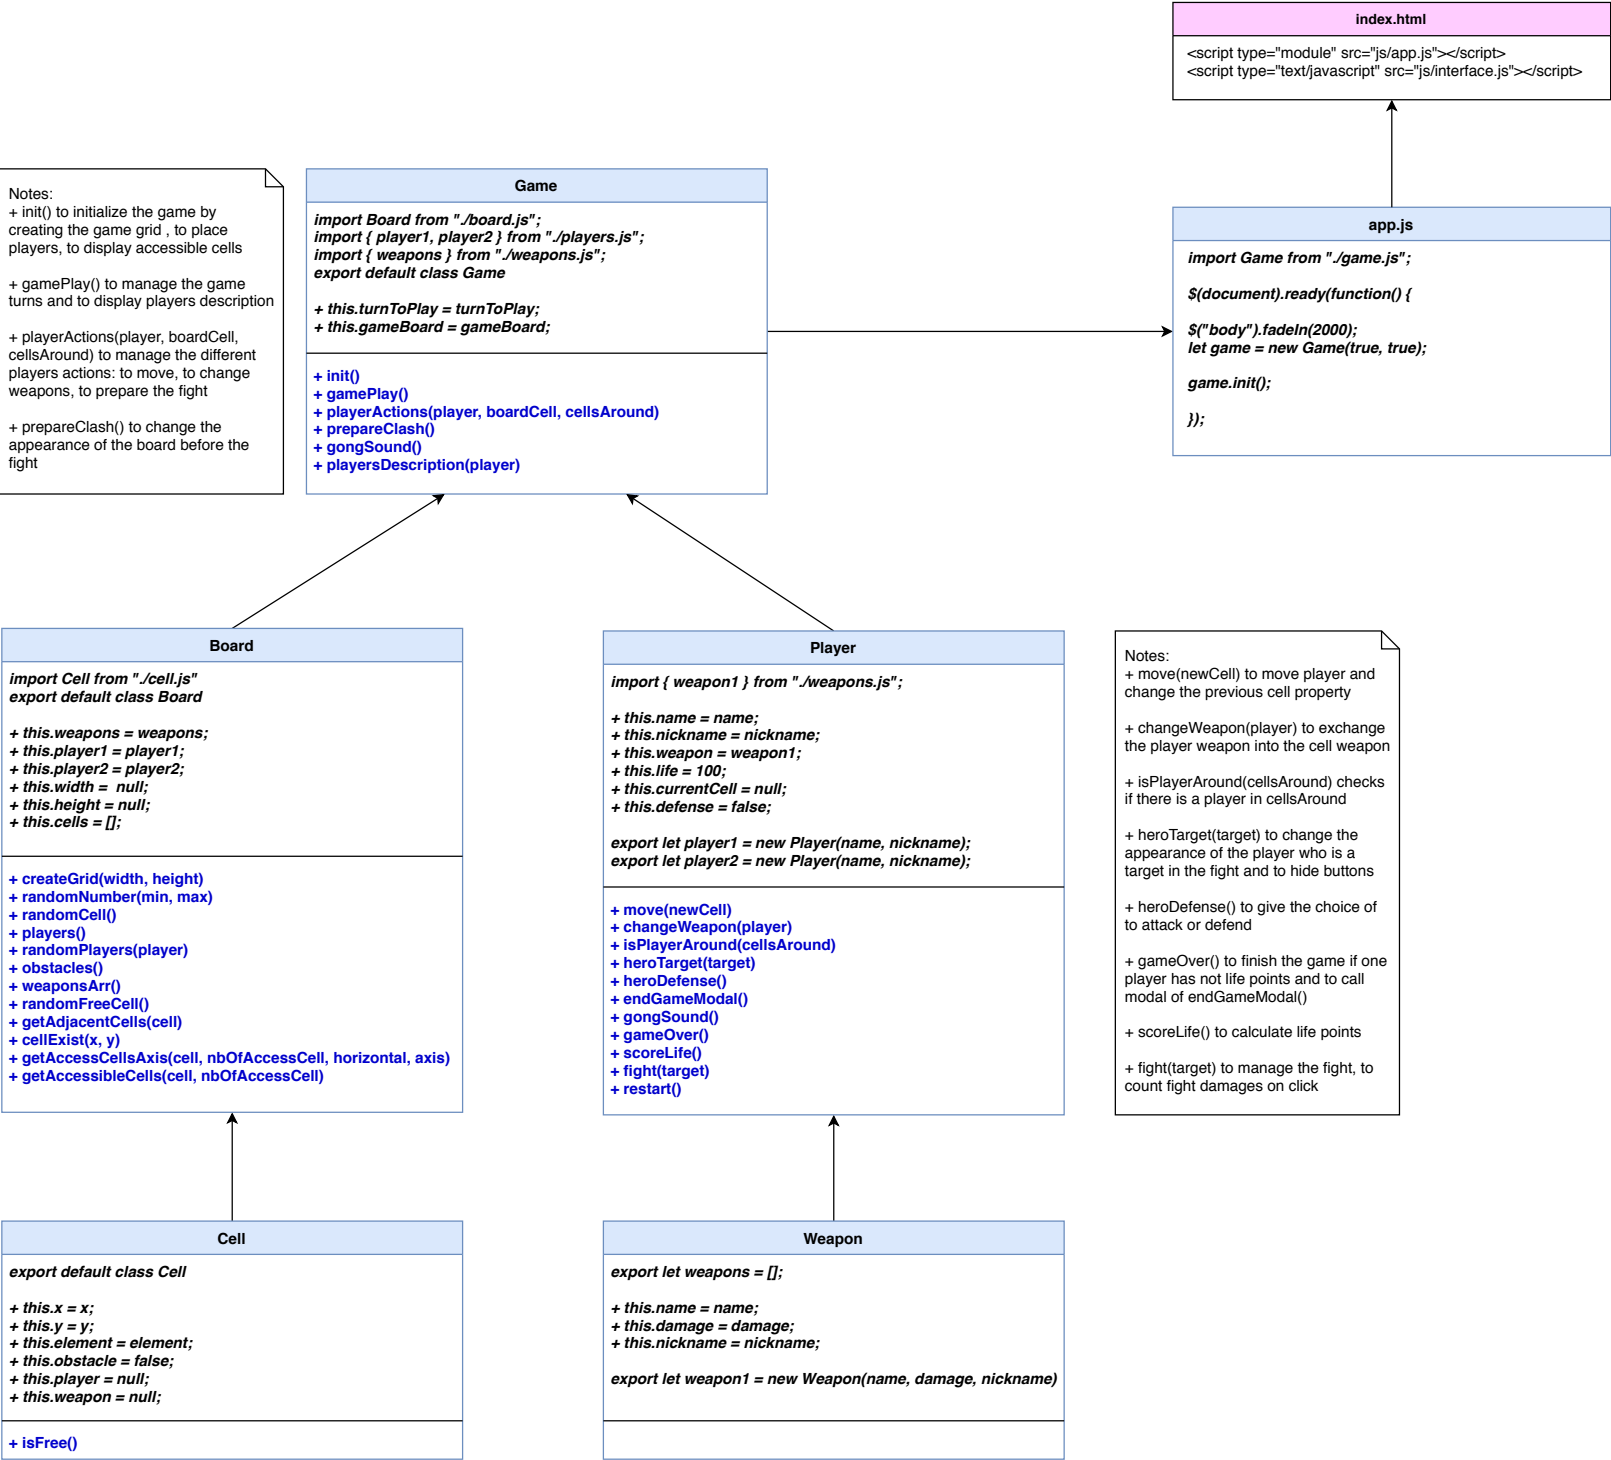 index.html
<script type="module" src="js/app.js"></script>
<script type="text/javascript" src="js/interface.js"></script>
Notes:
+ init() to initialize the game by
creating the game grid , to place
players, to display accessible cells
+ gamePlay() to manage the game
turns and to display players description
+ playerActions(player, boardCell,
cellsAround) to manage the different
players actions: to move, to change
weapons, to prepare the fight
+ prepareClash() to change the
appearance of the board before the
fight
Game
import Board from "./board.js";
import { player1, player2 } from "./players.js";
import { weapons } from "./weapons.js";
export default class Game
+ this.turnToPlay = turnToPlay;
+ this.gameBoard = gameBoard;
+ init()
+ gamePlay()
+ playerActions(player, boardCell, cellsAround)
+ prepareClash()
+ gongSound()
+ playersDescription(player)
app.js
import Game from "./game.js";
$(document).ready(function() {
$("body").fadeIn(2000);
let game = new Game(true, true);
game.init();
});
Board
import Cell from "./cell.js"
export default class Board
+ this.weapons = weapons;
+ this.player1 = player1;
+ this.player2 = player2;
+ this.width =  null;
+ this.height = null;
+ this.cells = [];
+ createGrid(width, height)
+ randomNumber(min, max)
+ randomCell()
+ players()
+ randomPlayers(player)
+ obstacles()
+ weaponsArr()
+ randomFreeCell()
+ getAdjacentCells(cell)
+ cellExist(x, y)
+ getAccessCellsAxis(cell, nbOfAccessCell, horizontal, axis)
+ getAccessibleCells(cell, nbOfAccessCell)
Player
import { weapon1 } from "./weapons.js";
+ this.name = name;
+ this.nickname = nickname;
+ this.weapon = weapon1;
+ this.life = 100;
+ this.currentCell = null;
+ this.defense = false;
export let player1 = new Player(name, nickname);
export let player2 = new Player(name, nickname);
+ move(newCell)
+ changeWeapon(player)
+ isPlayerAround(cellsAround)
+ heroTarget(target)
+ heroDefense()
+ endGameModal()
+ gongSound()
+ gameOver()
+ scoreLife()
+ fight(target)
+ restart()
Notes:
+ move(newCell) to move player and
change the previous cell property
+ changeWeapon(player) to exchange
the player weapon into the cell weapon
+ isPlayerAround(cellsAround) checks
if there is a player in cellsAround
+ heroTarget(target) to change the
appearance of the player who is a
target in the fight and to hide buttons
+ heroDefense() to give the choice of
to attack or defend
+ gameOver() to finish the game if one
player has not life points and to call
modal of endGameModal()
+ scoreLife() to calculate life points
+ fight(target) to manage the fight, to
count fight damages on click
Cell
export default class Cell
+ this.x = x;
+ this.y = y;
+ this.element = element;
+ this.obstacle = false;
+ this.player = null;
+ this.weapon = null;
+ isFree()
Weapon
export let weapons = [];
+ this.name = name;
+ this.damage = damage;
+ this.nickname = nickname;
export let weapon1 = new Weapon(name, damage, nickname)